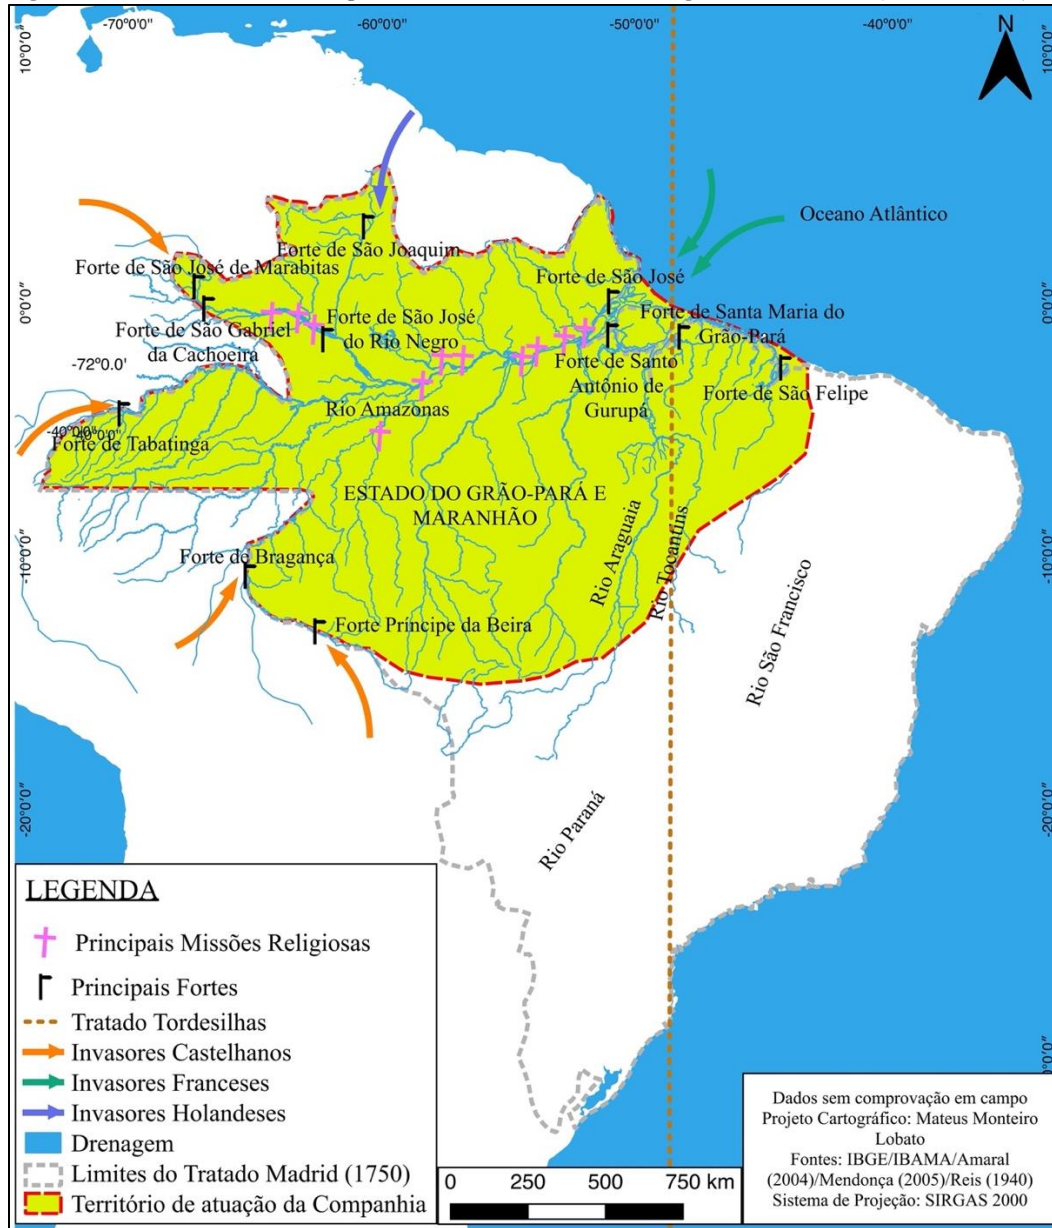 -70°0'0"
-60°0'0"
-50°0'0"
-40°0'0"
10°0'0"
10°0'0"
N
Oceano Atlântico
Forte de São Joaquim
Forte de São José de Marabitas
Forte de São José
0°0'0"
0°0'0"
Forte de São Gabriel
da Cachoeira
Forte de São José
do Rio Negro
Forte de Santa Maria do
Grão-Pará
-72°0.0'
Forte de Santo
Autônio de
Gurupá
Forte de São Felipe
Rio Amazonas
-40°0'0"
Forte de Tabatinga
ESTADO DO GRÃO-PARÁ E
MARANHÃO
Rio Araguaia
Rio Tocantins
-10°0'0"
-10°0'0"
Forte de Bragança
Forte Príncipe da Beira
Rio São Francisco
-20°0'0"
-20°0'0"
Rio Paraná
LEGENDA
Principais Missões Religiosas
Principais Fortes
Tratado Tordesilhas
Invasores Castelhanos
Invasores Franceses
Invasores Holandeses
Drenagem
Limites do Tratado Madrid (1750)
Território de atuação da Companhia
0 250 500 750 km
Dados sem comprovação em campo
Projeto Cartográfico: Mateus Monteiro
Lobato
Fontes: IBGE/IBAMA/Amaral
(2004)/Mendonça (2005)/Reis (1940)
Sistema de Projeção: SIRGAS 2000